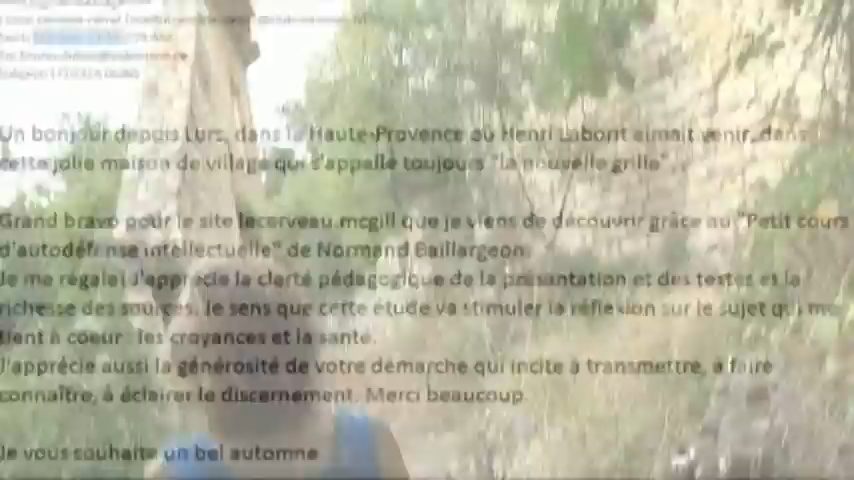 Un bonjour depuis Lurs, dans la Haute-Provence où Henri Laborit aimait venir, dans
cette jolie maison de village qui s'appelle toujours "la nouvelle grille".
Grand bravo pour le site lecerveau.mcgill que je viens de découvrir grâce au "Petit cours
d'autodéfense intellectuelle" de Normand Baillargeon.
Je me régale! J'apprécie la clarté pédagogique de la présentation et des textes et la
richesse des sources. Je sens que cette étude va stimuler la réflexion sur le sujet qui me
tient à coeur : les croyances et la santé.
J'apprécie aussi la générosité de votre démarche qui incite à transmettre, à faire
connaître, à éclairer le discernement. Merci beaucoup.
Je vous souhaite un bel automne